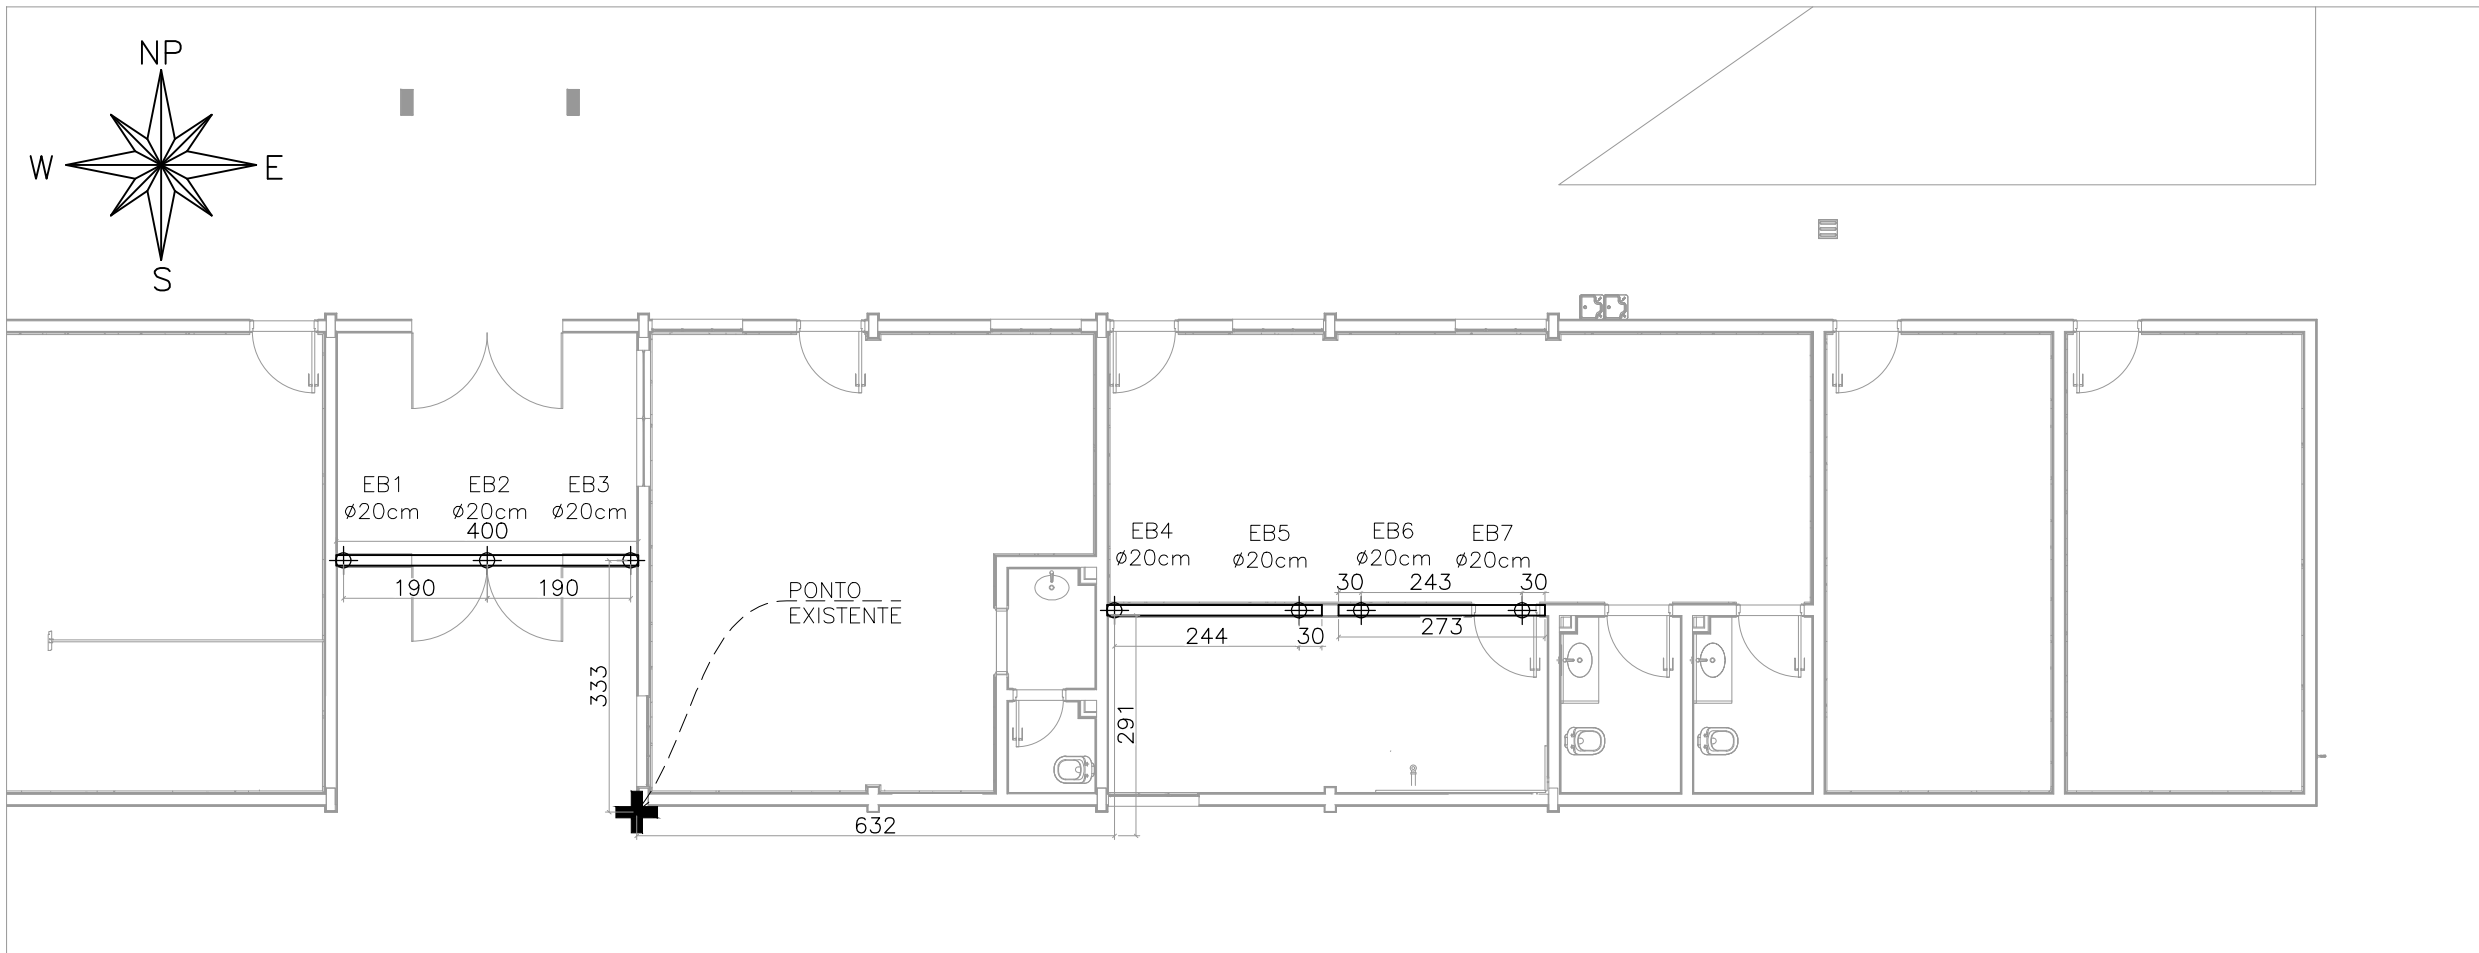 NP
W
E
S
EB1
ø20cm
EB2
ø20cm
EB3
ø20cm
400
190
190
333
PONTO
EXISTENTE
632
EB4
ø20cm
EB5
ø20cm
EB6
ø20cm
EB7
ø20cm
30
243
30
244
30
273
291